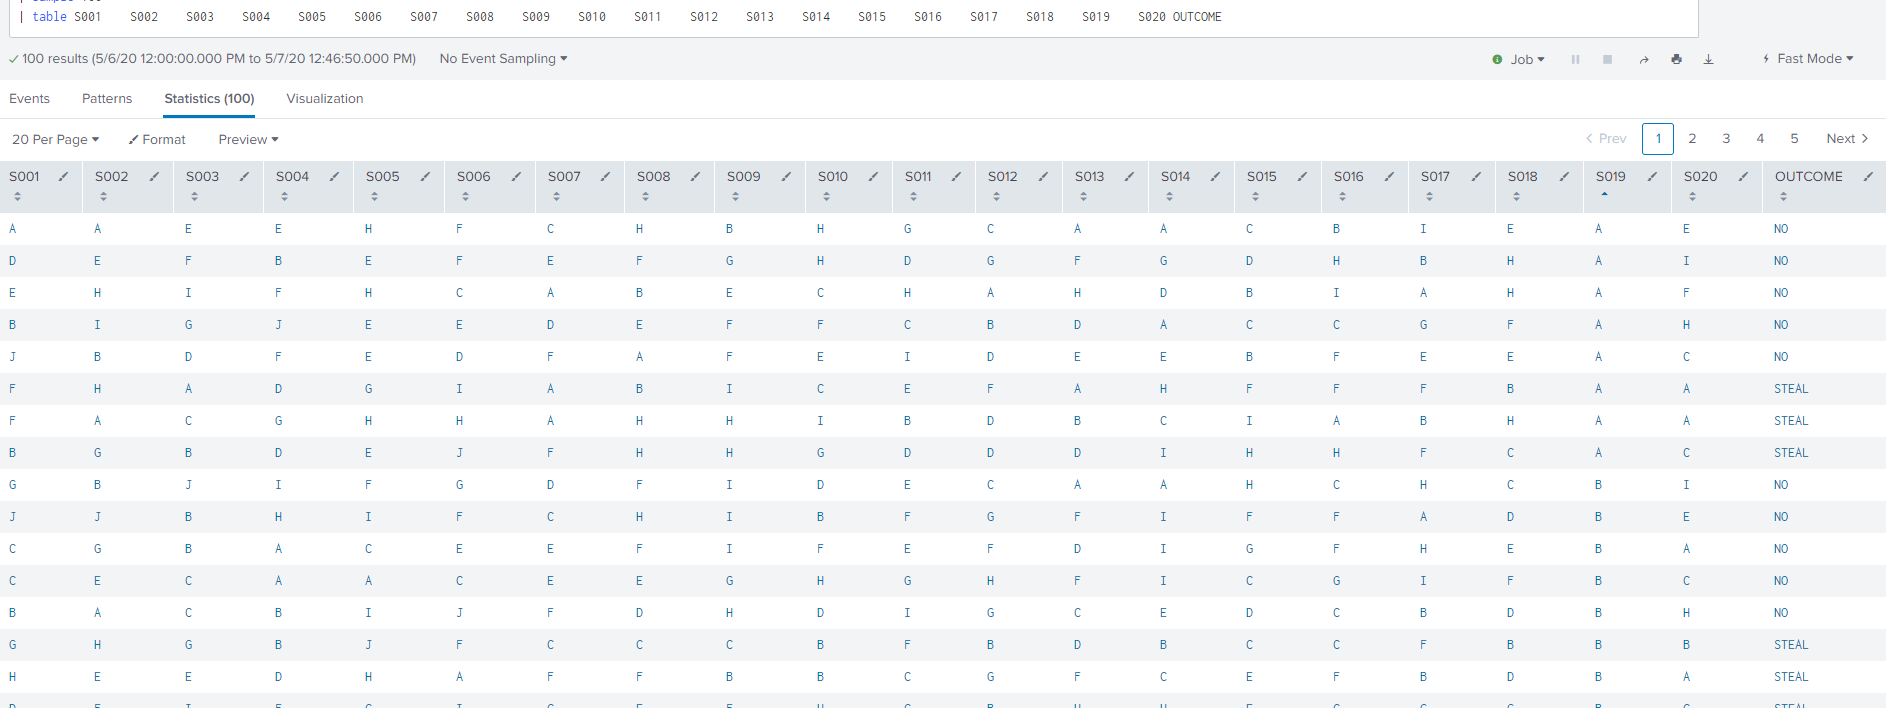 | table S001 S002 S003 S004 S005 S006 S007 S008 S009 S010 S011 S012 S013 S014 S015 S016 S017 S018 S019 S020 OUTCOME
100 results (5/6/20 12:00:00.000 PM to 5/7/20 12:46:50.000 PM) No Event Sampling Job Fast Mode
Events Patterns Statistics (100) Visualization
20 Per Page Format Preview < Prev 1 2 3 4 5 Next >
S001 S002 S003 S004 S005 S006 S007 S008 S009 S010 S011 S012 S013 S014 S015 S016 S017 S018 S019 S020 OUTCOME
A A E E H F C H B H G C A A C B I E A E NO
D E F B E F E F G H D G F G D H B H A I NO
E H I F H C A B E C H A H D B I A H A F NO
B I G J E E D E F F C B D A C C G F A H NO
J B D F E D F A F E I D E E B F E E A C NO
F H A D G I A B I C E F A H F F F B A A STEAL
F A C G H H A H H I B D B C I A B H A A STEAL
B G B D E J F H H G D D D I H H F C A C STEAL
G B J I F G D F I D E C A A H C H C B I NO
J J B H I F C H I B F G F I F F A D B E NO
C G B A C E E F I F E F D I G F H E B A NO
C E C A A C E E G H G H F I C G I F B C NO
B A C B I J F D H D I G C E D C B D B H NO
G H G B J F C C C B F B D B C C F B B B STEAL
H E E D H A F F B B C G F C E F B D B A STEAL